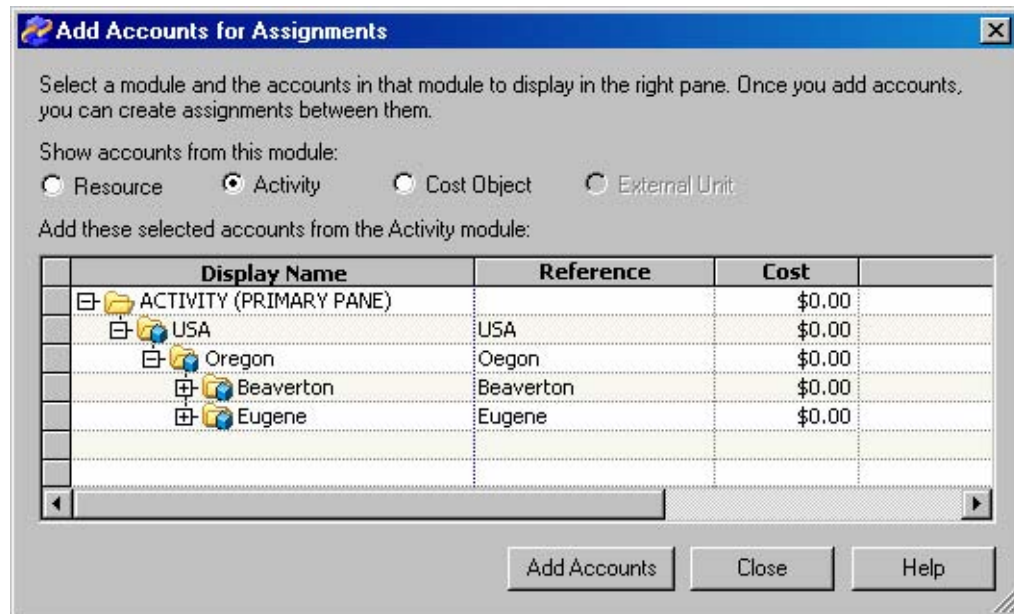 Add Accounts for Assignments
Select a module and the accounts in that module to display in the right pane. Once you add accounts,
you can create assignments between them.
Show accounts from this module:
Resource Activity Cost Object External Unit
Add these selected accounts from the Activity module:
Display Name Reference Cost
ACTIVITY (PRIMARY PANE) $0.00
USA USA $0.00
Oregon Oegon $0.00
Beaverton Beaverton $0.00
Eugene Eugene $0.00
Add Accounts Close Help